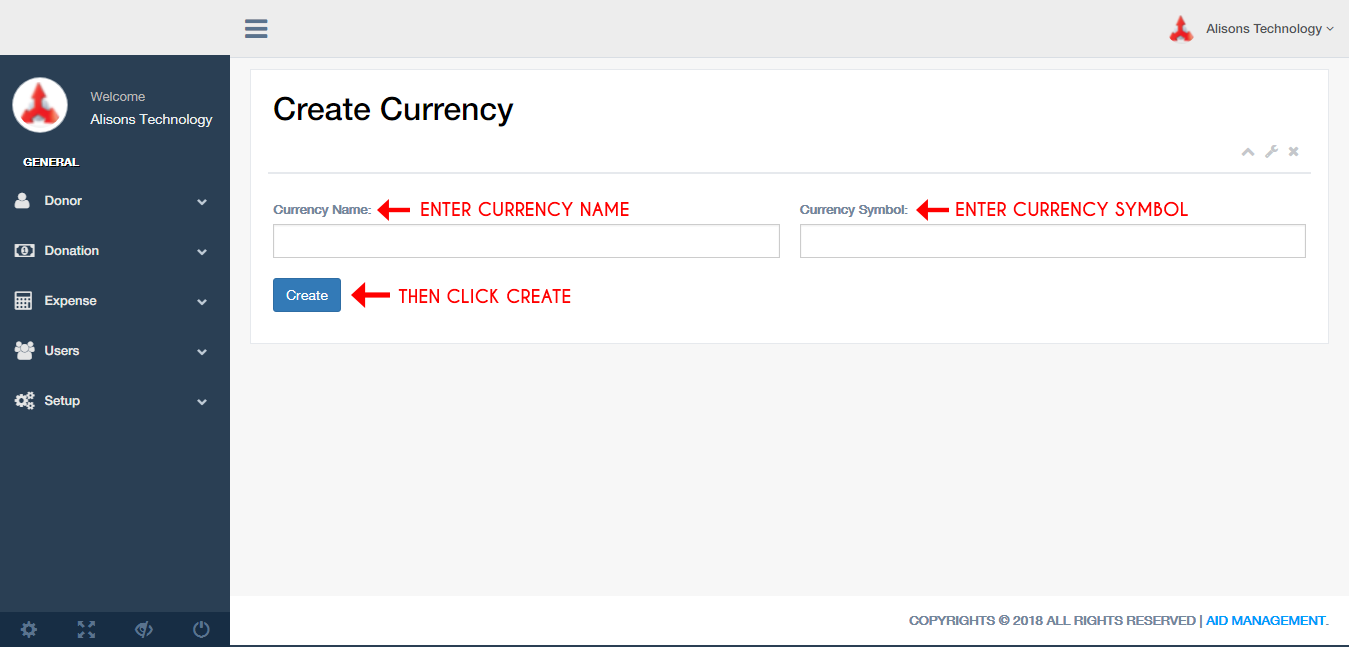 Alisons Technology
Welcome
Alisons Technology
GENERAL
Donor
Donation
Expense
Users
Setup
Create Currency
Currency Name: ENTER CURRENCY NAME
Currency Symbol: ENTER CURRENCY SYMBOL
Create THEN CLICK CREATE
COPYRIGHTS © 2018 ALL RIGHTS RESERVED | AID MANAGEMENT.